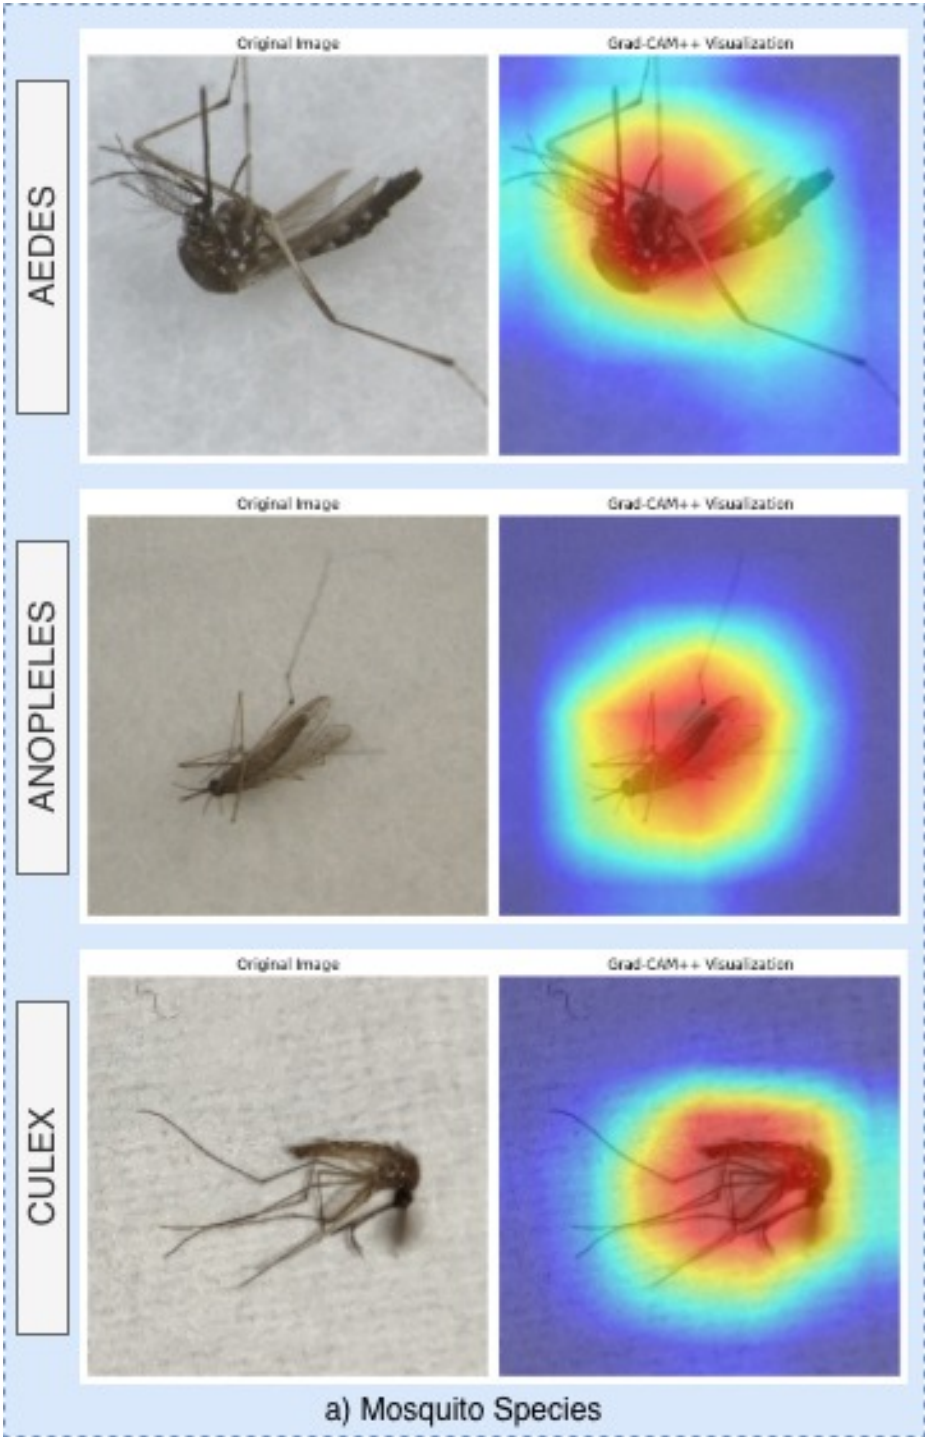 Original Image Grad-CAM++ Visualization
AEDES
Original Image Grad-CAM++ Visualization
ANOPLELES
Original Image Grad-CAM++ Visualization
CULEX
a) Mosquito Species